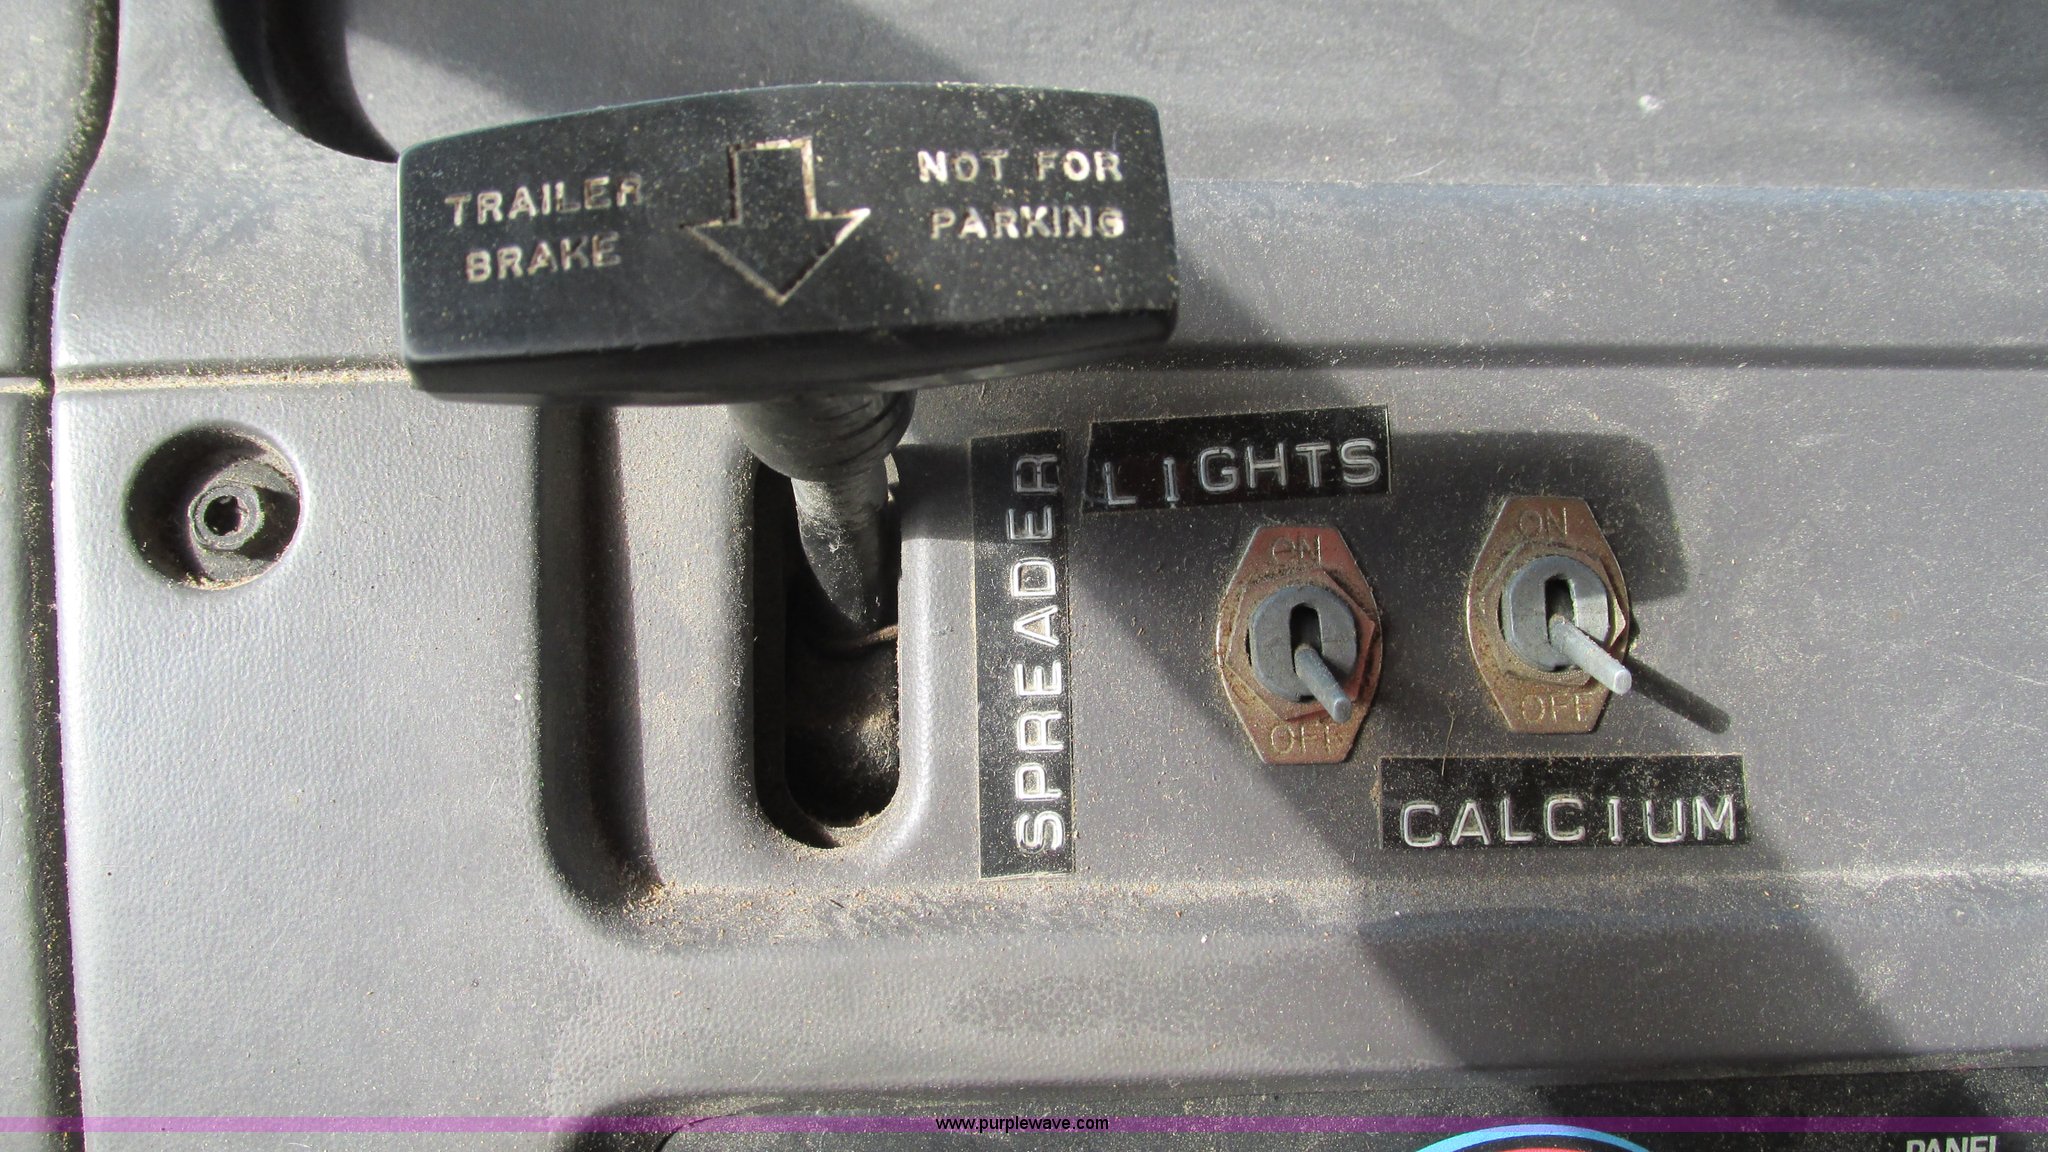 TRAILER
BRAKE
NOT FOR
PARKING
SPREADER
LIGHTS
ON
OFF
ON
OFF
CALCIUM
www.purplewave.com
PANEL